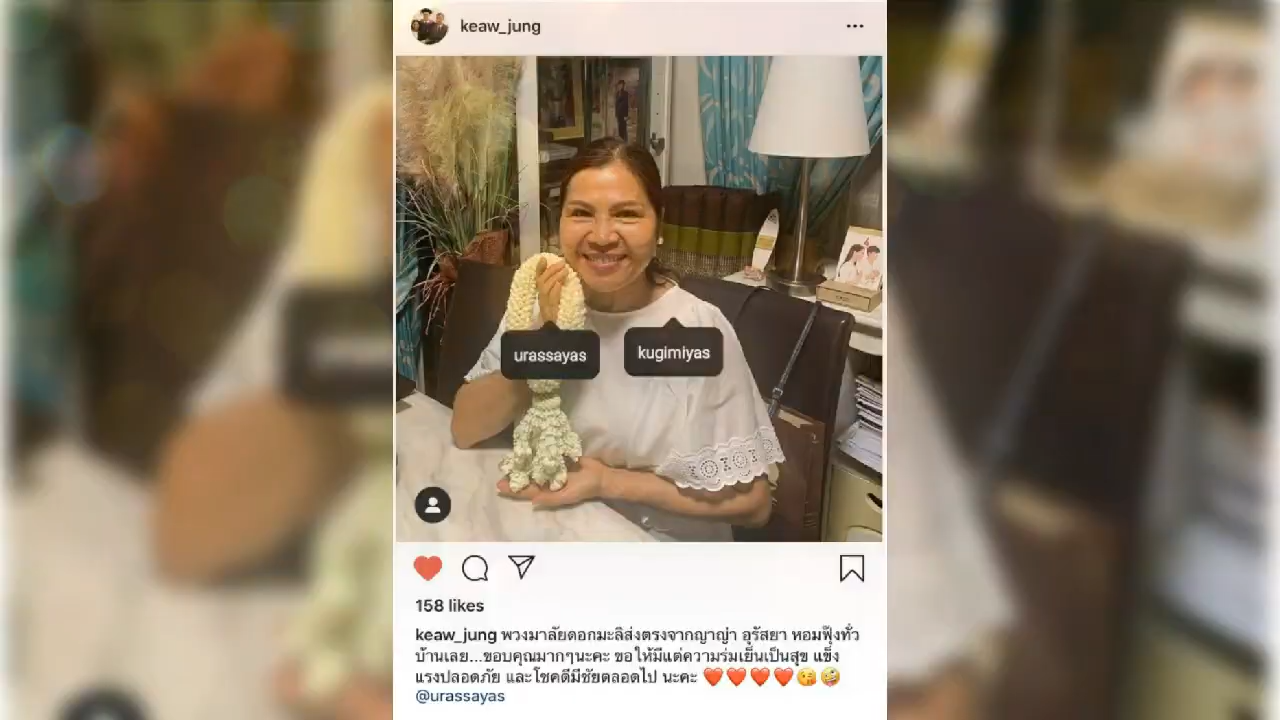 keaw_jung
urassayas
kugimiyas
158 likes
keaw_jung พวงมาลัยดอกมะลิส่งตรงจากญาญ่า อุรัสยา หอมฟุ้งทั่ว
บ้านเลย...ขอบคุณมากๆนะคะ ขอให้มีแต่ความร่มเย็นเป็นสุข แข็ง
แรงปลอดภัย และโชคดีมีชัยตลอดไป นะคะ ❤️❤️❤️❤️😘🤪
@urassayas